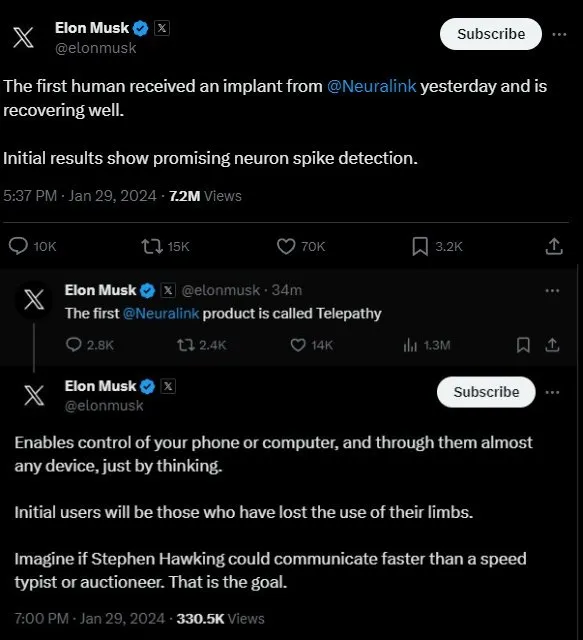 Elon Musk
Subscribe
@elonmusk
The first human received an implant from @Neuralink yesterday and is
recovering well.
Initial results show promising neuron spike detection.
5:37 PM · Jan 29, 2024 · 7.2M Views
10K 15K 70K 3.2K
Elon Musk @elonmusk · 34m
The first @Neuralink product is called Telepathy
2.8K 2.4K 14K 1.3M
Elon Musk
Subscribe
@elonmusk
Enables control of your phone or computer, and through them almost
any device, just by thinking.
Initial users will be those who have lost the use of their limbs.
Imagine if Stephen Hawking could communicate faster than a speed
typist or auctioneer. That is the goal.
7:00 PM · Jan 29, 2024 · 330.5K Views